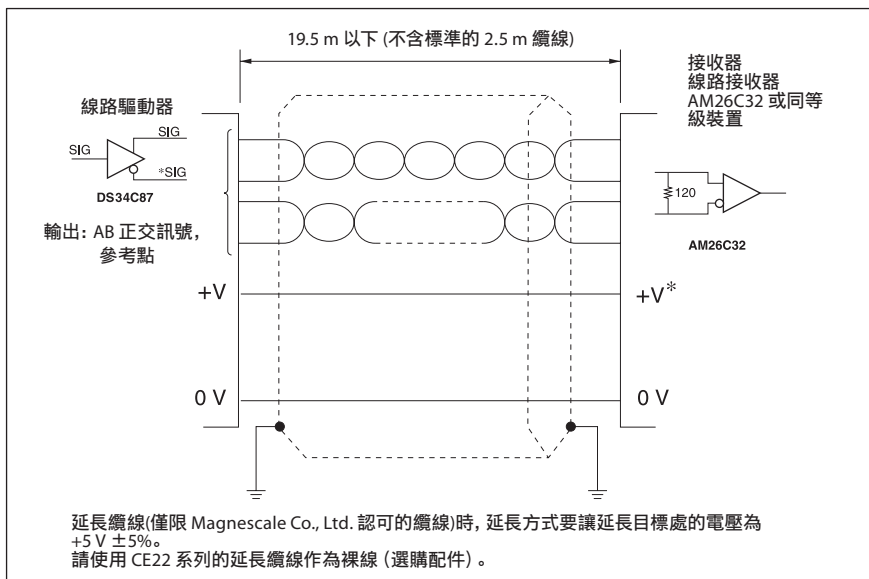 19.5 m 以下 (不含標準的 2.5 m 纜線)
接收器
線路接收器
AM26C32 或同等
級裝置
線路驅動器
SIG
SIG
*SIG
DS34C87
輸出: AB 正交訊號,
參考點
120
AM26C32
+V
+V*
0 V
0 V
延長纜線(僅限 Magnescale Co., Ltd. 認可的纜線)時, 延長方式要讓延長目標處的電壓為
+5 V ±5%。
請使用 CE22 系列的延長纜線作為裸線 (選購配件) 。